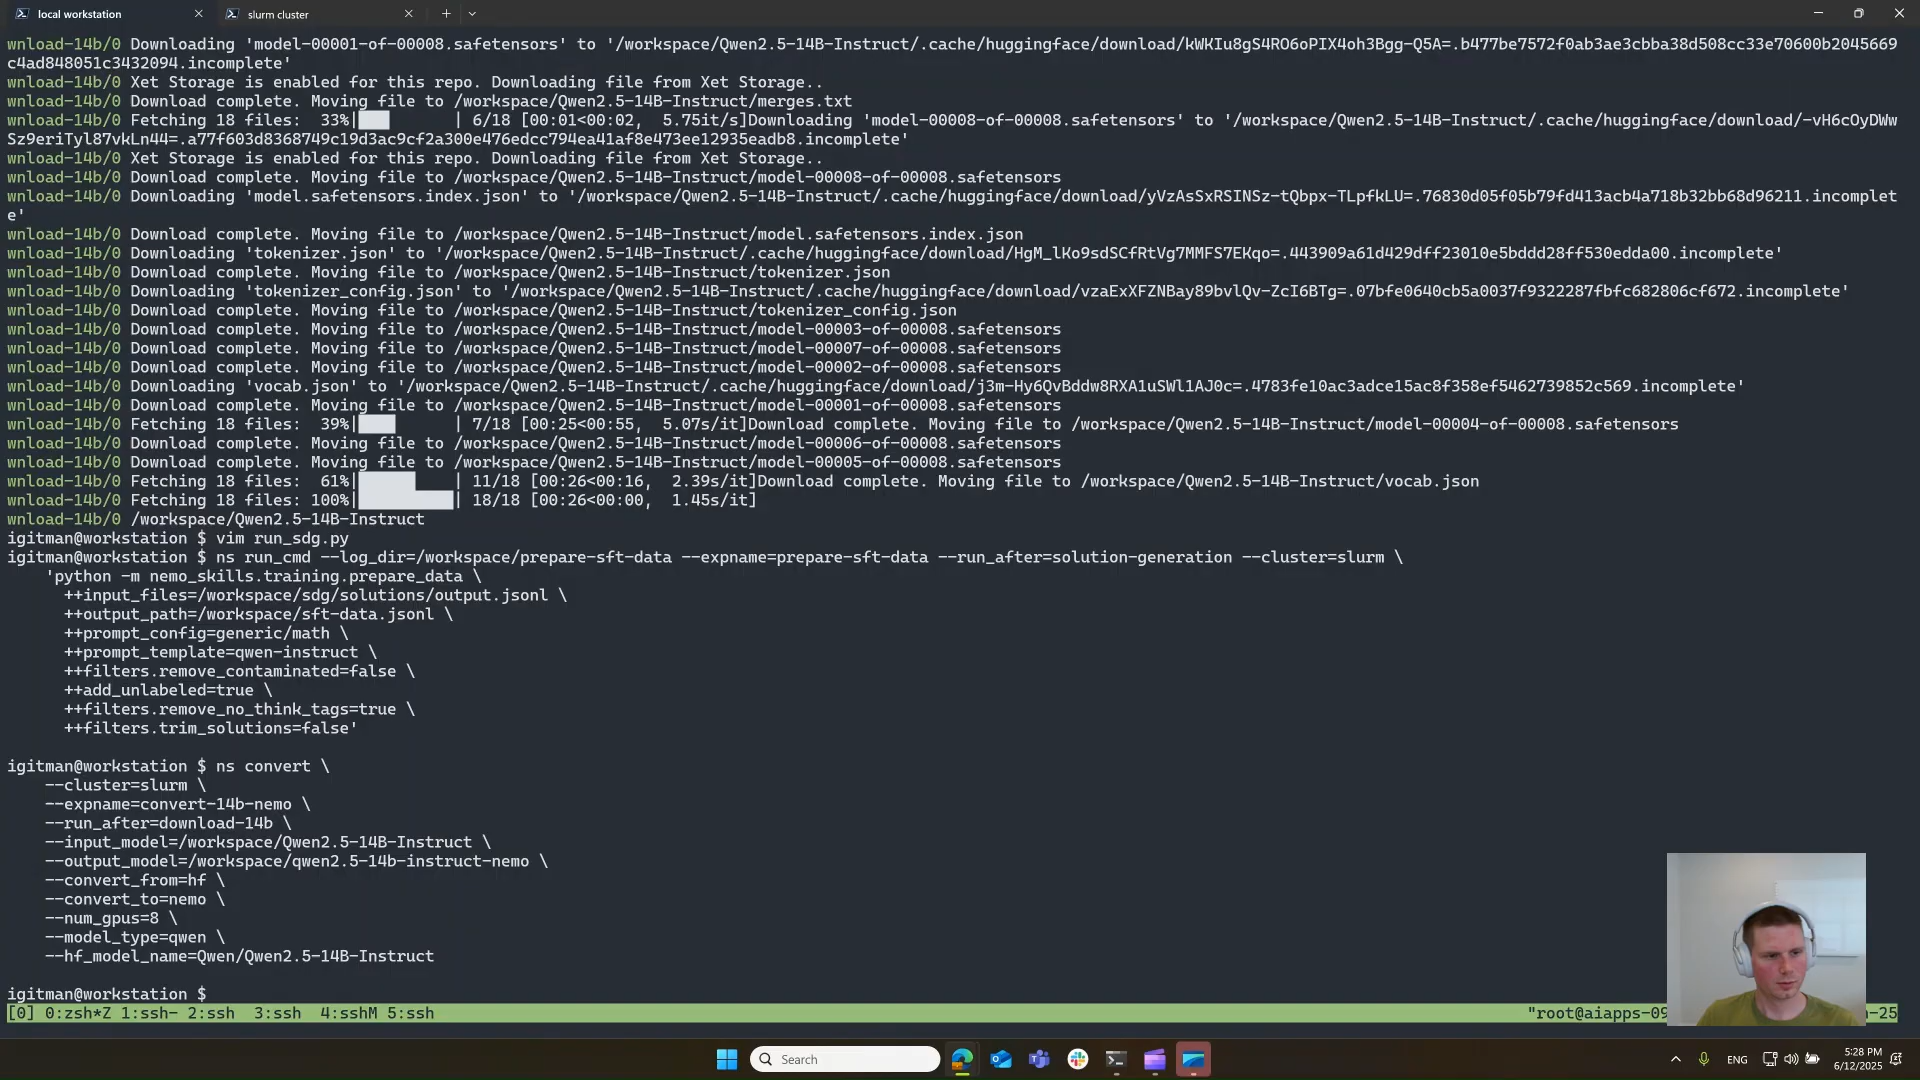 local workstation
slurm cluster
wnload-14b/0 Downloading 'model-00001-of-00008.safetensors' to '/workspace/Qwen2.5-14B-Instruct/.cache/huggingface/download/kWKIu8gS4RO6oPIX4oh3Bgg-Q5A=.b477be7572f0ab3ae3cbba38d508cc33e70600b2045669
c4ad848051c3432094.incomplete'
wnload-14b/0 Xet Storage is enabled for this repo. Downloading file from Xet Storage..
wnload-14b/0 Download complete. Moving file to /workspace/Qwen2.5-14B-Instruct/merges.txt
wnload-14b/0 Fetching 18 files:  33%|███       | 6/18 [00:01<00:02,  5.75it/s]Downloading 'model-00008-of-00008.safetensors' to '/workspace/Qwen2.5-14B-Instruct/.cache/huggingface/download/-vH6cOyDWw
Sz9eriTyl87vkLn44=.a77f603d8368749c19d3ac9cf2a300e476edcc794ea41af8e473ee12935eadb8.incomplete'
wnload-14b/0 Xet Storage is enabled for this repo. Downloading file from Xet Storage..
wnload-14b/0 Download complete. Moving file to /workspace/Qwen2.5-14B-Instruct/model-00008-of-00008.safetensors
wnload-14b/0 Downloading 'model.safetensors.index.json' to '/workspace/Qwen2.5-14B-Instruct/.cache/huggingface/download/yVzAsSxRSINSz-tQbpx-TLpfkLU=.76830d05f05b79fd413acb4a718b32bb68d96211.incomplet
e'
wnload-14b/0 Download complete. Moving file to /workspace/Qwen2.5-14B-Instruct/model.safetensors.index.json
wnload-14b/0 Downloading 'tokenizer.json' to '/workspace/Qwen2.5-14B-Instruct/.cache/huggingface/download/HgM_lKo9sdSCfRtVg7MMFS7EKqo=.443909a61d429dff23010e5bddd28ff530edda00.incomplete'
wnload-14b/0 Download complete. Moving file to /workspace/Qwen2.5-14B-Instruct/tokenizer.json
wnload-14b/0 Downloading 'tokenizer_config.json' to '/workspace/Qwen2.5-14B-Instruct/.cache/huggingface/download/vzaExXFZNBay89bvlQv-ZcI6BTg=.07bfe0640cb5a0037f9322287fbfc682806cf672.incomplete'
wnload-14b/0 Download complete. Moving file to /workspace/Qwen2.5-14B-Instruct/tokenizer_config.json
wnload-14b/0 Download complete. Moving file to /workspace/Qwen2.5-14B-Instruct/model-00003-of-00008.safetensors
wnload-14b/0 Download complete. Moving file to /workspace/Qwen2.5-14B-Instruct/model-00007-of-00008.safetensors
wnload-14b/0 Download complete. Moving file to /workspace/Qwen2.5-14B-Instruct/model-00002-of-00008.safetensors
wnload-14b/0 Downloading 'vocab.json' to '/workspace/Qwen2.5-14B-Instruct/.cache/huggingface/download/j3m-Hy6QvBddw8RXA1uSWl1AJ0c=.4783fe10ac3adce15ac8f358ef5462739852c569.incomplete'
wnload-14b/0 Download complete. Moving file to /workspace/Qwen2.5-14B-Instruct/model-00001-of-00008.safetensors
wnload-14b/0 Fetching 18 files:  39%|████      | 7/18 [00:25<00:55,  5.07s/it]Download complete. Moving file to /workspace/Qwen2.5-14B-Instruct/model-00004-of-00008.safetensors
wnload-14b/0 Download complete. Moving file to /workspace/Qwen2.5-14B-Instruct/model-00006-of-00008.safetensors
wnload-14b/0 Download complete. Moving file to /workspace/Qwen2.5-14B-Instruct/model-00005-of-00008.safetensors
wnload-14b/0 Fetching 18 files:  61%|██████    | 11/18 [00:26<00:16,  2.39s/it]Download complete. Moving file to /workspace/Qwen2.5-14B-Instruct/vocab.json
wnload-14b/0 Fetching 18 files: 100%|██████████| 18/18 [00:26<00:00,  1.45s/it]
wnload-14b/0 /workspace/Qwen2.5-14B-Instruct
igitman@workstation $ vim run_sdg.py
igitman@workstation $ ns run_cmd --log_dir=/workspace/prepare-sft-data --expname=prepare-sft-data --run_after=solution-generation --cluster=slurm \
'python -m nemo_skills.training.prepare_data \
++input_files=/workspace/sdg/solutions/output.jsonl \
++output_path=/workspace/sft-data.jsonl \
++prompt_config=generic/math \
++prompt_template=qwen-instruct \
++filters.remove_contaminated=false \
++add_unlabeled=true \
++filters.remove_no_think_tags=true \
++filters.trim_solutions=false'
igitman@workstation $ ns convert \
--cluster=slurm \
--expname=convert-14b-nemo \
--run_after=download-14b \
--input_model=/workspace/Qwen2.5-14B-Instruct \
--output_model=/workspace/qwen2.5-14b-instruct-nemo \
--convert_from=hf \
--convert_to=nemo \
--num_gpus=8 \
--model_type=qwen \
--hf_model_name=Qwen/Qwen2.5-14B-Instruct
igitman@workstation $
[0] 0:zsh*Z 1:ssh- 2:ssh  3:ssh  4:sshM 5:ssh
"root@aiapps-09
-25
Search
ENG
5:28 PM
6/12/2025